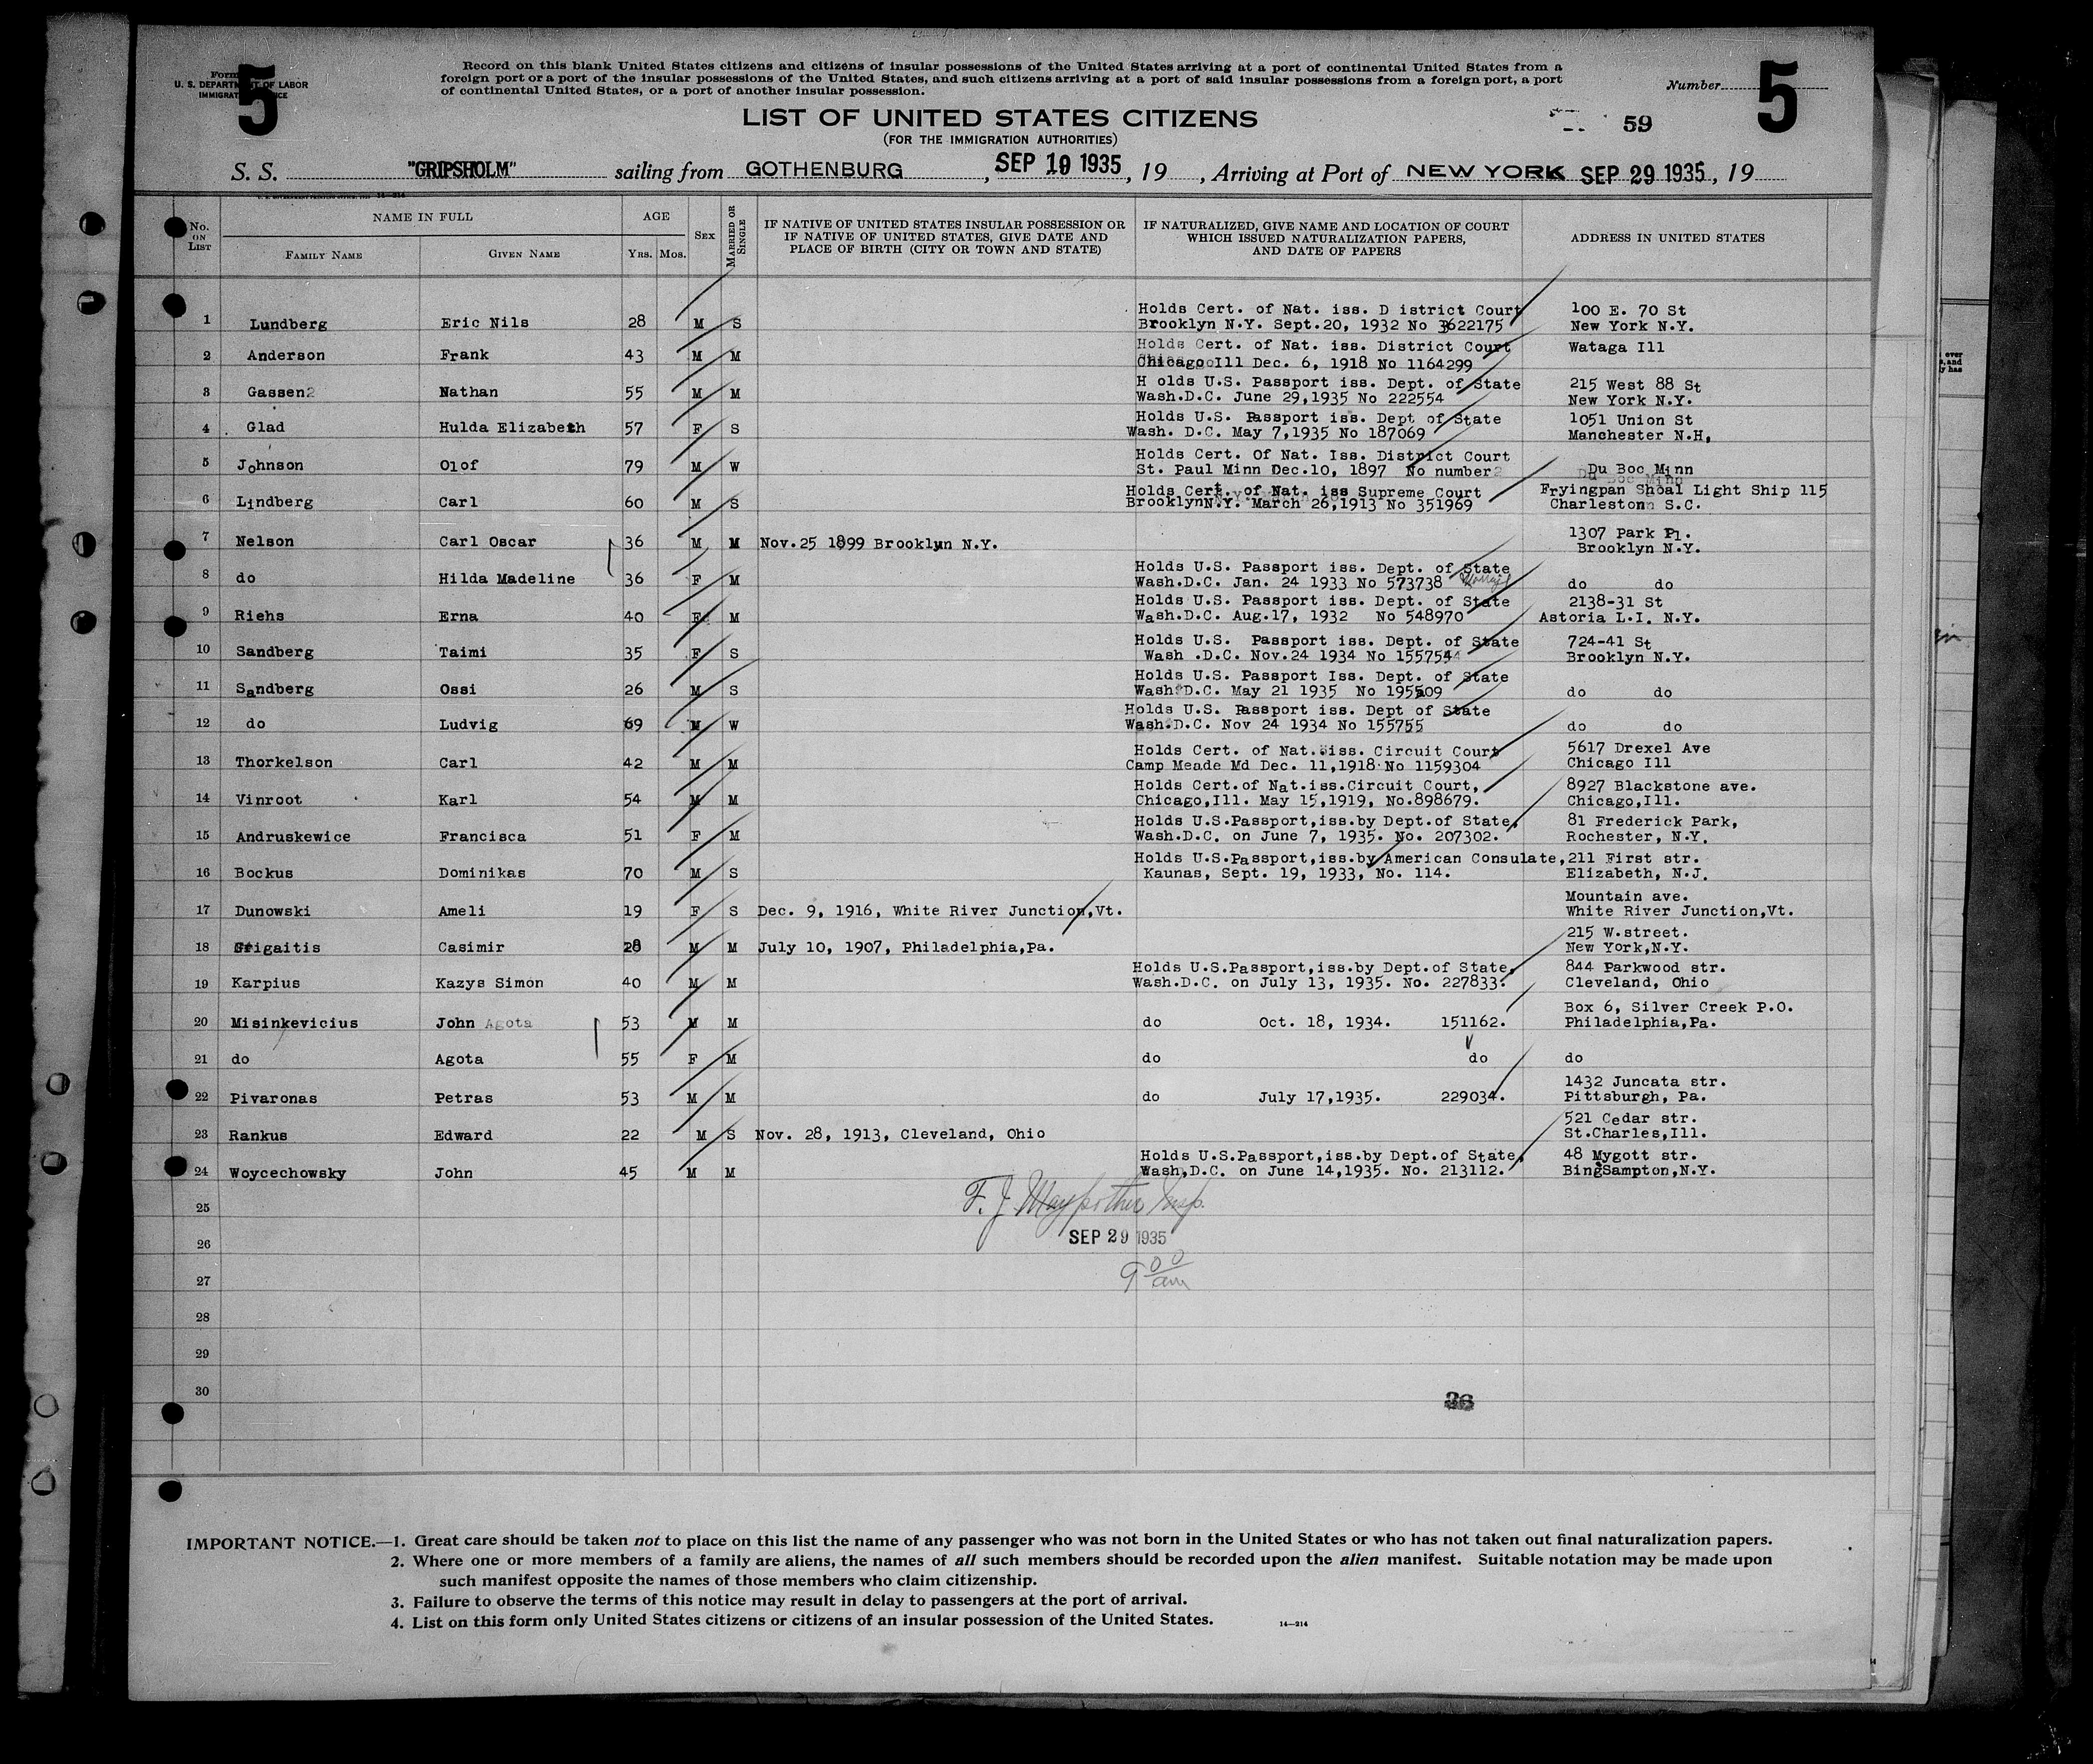 5
Form
U. S. DEPARTMENT OF LABOR
IMMIGRATION SERVICE
Record on this blank United States citizens and citizens of insular possessions of the United States arriving at a port of continental United States from a
foreign port or a port of the insular possessions of the United States, and such citizens arriving at a port of said insular possessions from a foreign port, a port
of continental United States, or a port of another insular possession.
Number 5
LIST OF UNITED STATES CITIZENS
(FOR THE IMMIGRATION AUTHORITIES)
59
S. S. "GRIPSHOLM" sailing from GOTHENBURG, SEP 19 1935, 19 , Arriving at Port of NEW YORK SEP 29 1935, 19
No. ON LIST
NAME IN FULL
FAMILY NAME
GIVEN NAME
AGE
YRS. MOS.
SEX
MARRIED OR SINGLE
IF NATIVE OF UNITED STATES INSULAR POSSESSION OR
IF NATIVE OF UNITED STATES, GIVE DATE AND
PLACE OF BIRTH (CITY OR TOWN AND STATE)
IF NATURALIZED, GIVE NAME AND LOCATION OF COURT
WHICH ISSUED NATURALIZATION PAPERS,
AND DATE OF PAPERS
ADDRESS IN UNITED STATES
Holds Cert. of Nat. iss. D istrict Court 100 E. 70 St
1 Lundberg Eric Nils 28 M S Brooklyn N.Y. Sept.20, 1932 No 3622175 New York N.Y.
Holds Cert. of Nat. iss. District Court Wataga Ill
2 Anderson Frank 43 M M Chicago Ill Dec. 6, 1918 No 1164299
H olds U.S. Passport iss. Dept. of State 215 West 88 St
3 Gassen Nathan 55 M M Wash.D.C. June 29,1935 No 222554 New York N.Y.
Holds U.S. Passport iss. Dept. of State 1051 Union St
4 Glad Hulda Elizabeth 57 F S Wash. D.C. May 7,1935 No 187069 Manchester N.H,
Holds Cert. Of Nat. Iss. District Court
5 Johnson Olof 79 M W St. Paul Minn Dec.10, 1897 No number Du Boc Minn
Holds Cert. of Nat. iss Supreme Court Fryingpan Shoal Light Ship 115
6 Lindberg Carl 60 M S Brooklyn N.Y. March 26,1913 No 351969 Charleston S.C.
1307 Park Pl.
7 Nelson Carl Oscar 36 M M Nov.25 1899 Brooklyn N.Y. Brooklyn N.Y.
Holds U.S. Passport iss. Dept. of State
8 do Hilda Madeline 36 F M Wash.D.C. Jan. 24 1933 No 573738 do do
Holds U.S. Passport iss. Dept. of State 2138-31 St
9 Riehs Erna 40 F M Wash.D.C. Aug.17, 1932 No 548970 Astoria L.I. N.Y.
Holds U.S. Passport iss. Dept. of State 724-41 St
10 Sandberg Taimi 35 F S Wash .D.C. Nov.24 1934 No 155754 Brooklyn N.Y.
Holds U.S. Passport Iss. Dept. of State
11 Sandberg Ossi 26 M S Wash.D.C. May 21 1935 No 195509 do do
Holds U.S. Passport iss. Dept of State
12 do Ludvig 69 M W Wash.D.C. Nov 24 1934 No 155755 do do
Holds Cert. of Nat. iss. Circuit Court 5617 Drexel Ave
13 Thorkelson Carl 42 M M Camp Meade Md Dec. 11,1918 No 1159304 Chicago Ill
Holds Cert.of Nat.iss.Circuit Court, 8927 Blackstone ave.
14 Vinroot Karl 54 M M Chicago,Ill. May 15,1919, No.898679. Chicago,Ill.
Holds U.S.Passport,iss.by Dept.of State, 81 Frederick Park,
15 Andruskewice Francisca 51 F M Wash.D.C. on June 7, 1935. No. 207302. Rochester, N.Y.
Holds U.S.Passport,iss.by American Consulate, 211 First str.
16 Bockus Dominikas 70 M S Kaunas, Sept. 19, 1933, No. 114. Elizabeth, N.J.
Mountain ave.
17 Dunowski Ameli 19 F S Dec. 9, 1916, White River Junction,Vt. White River Junction,Vt.
215 W.street.
18 Grigaitis Casimir 28 M M July 10, 1907, Philadelphia,Pa. New York,N.Y.
Holds U.S.Passport,iss.by Dept.of State, 844 Parkwood str.
19 Karpius Kazys Simon 40 M M Wash.D.C. on July 13, 1935. No. 227833. Cleveland, Ohio
Box 6, Silver Creek P.O.
20 Misinkevicius John Agota 53 M M do Oct. 18, 1934. 151162. Philadelphia,Pa.
21 do Agota 55 F M do do do
1432 Juncata str.
22 Pivaronas Petras 53 M M do July 17,1935. 229034. Pittsburgh, Pa.
521 Cedar str.
23 Rankus Edward 22 M S Nov. 28, 1913, Cleveland, Ohio St.Charles,Ill.
Holds U.S.Passport,iss.by Dept.of State, 48 Mygott str.
24 Woycechowsky John 45 M M Wash,D.C. on June 14,1935. No. 213112. BingSampton,N.Y.
25 F. J. Maypother Insp.
26 SEP 29 1935
27 9 00 am
28
29
30
36
IMPORTANT NOTICE.—1. Great care should be taken not to place on this list the name of any passenger who was not born in the United States or who has not taken out final naturalization papers.
2. Where one or more members of a family are aliens, the names of all such members should be recorded upon the alien manifest. Suitable notation may be made upon
such manifest opposite the names of those members who claim citizenship.
3. Failure to observe the terms of this notice may result in delay to passengers at the port of arrival.
4. List on this form only United States citizens or citizens of an insular possession of the United States.
14—214